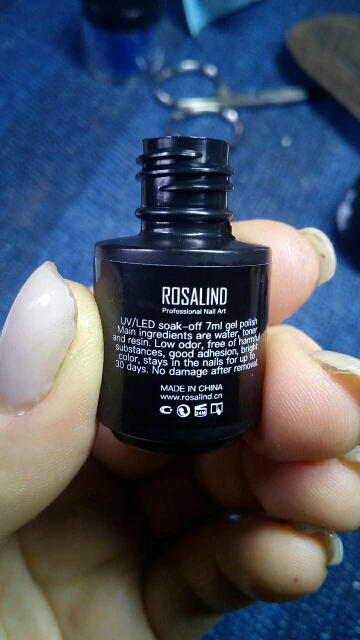 ROSALIND
Professional Nail Art
UV/LED soak-off 7ml gel polish
Main ingredients are water, toner
and resin. Low odor, free of harmful
substances, good adhesion, bright
color, stays in the nails for up to
30 days. No damage after removal.
MADE IN CHINA
www.rosalind.cn
24M